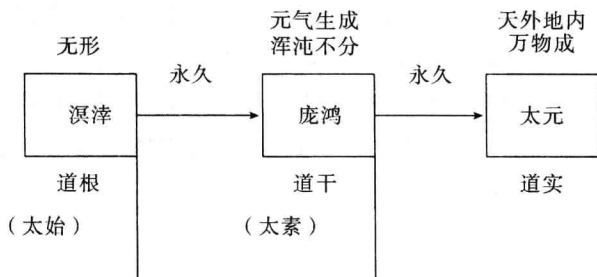 无形
元气生成
浑沌不分
天外地内
万物成
永久
永久
溟涬
庞鸿
太元
道根
道干
道实
（太始）
（太素）